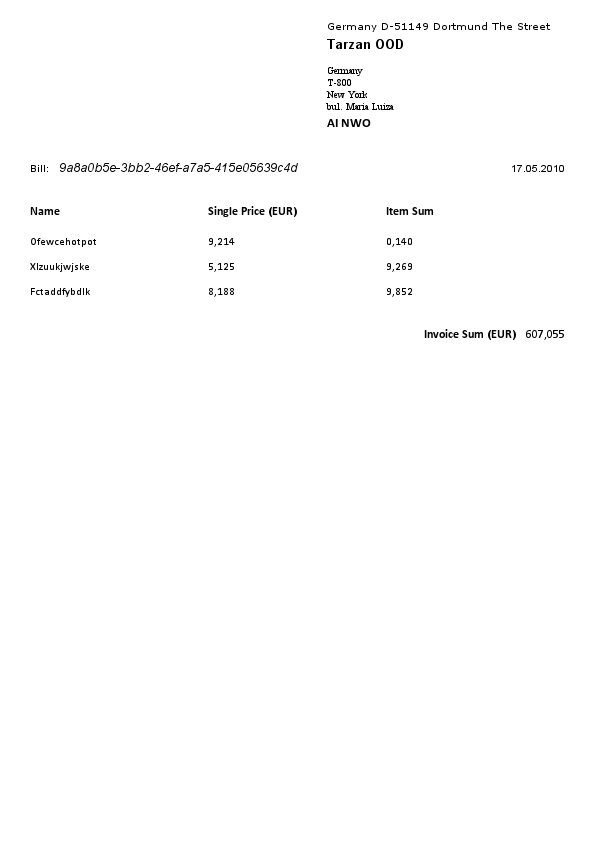 Germany D-51149 Dortmund The Street
Tarzan OOD
Germany
T-800
New York
bul. Maria Luiza
AI NWO
Bill: 9a8a0b5e-3bb2-46ef-a7a5-415e05639c4d 17.05.2010
Name Single Price (EUR) Item Sum
Ofewcehotpot 9,214 0,140
Xlzuukjwjske 5,125 9,269
Fctaddfybdlk 8,188 9,852
Invoice Sum (EUR) 607,055